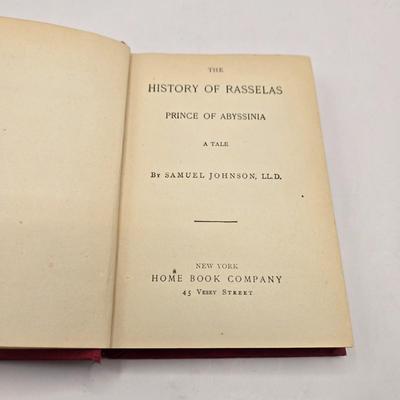 THE
HISTORY OF RASSELAS
PRINCE OF ABYSSINIA
A TALE
BY SAMUEL JOHNSON, LL.D.
NEW YORK
HOME BOOK COMPANY
45 VESEY STREET